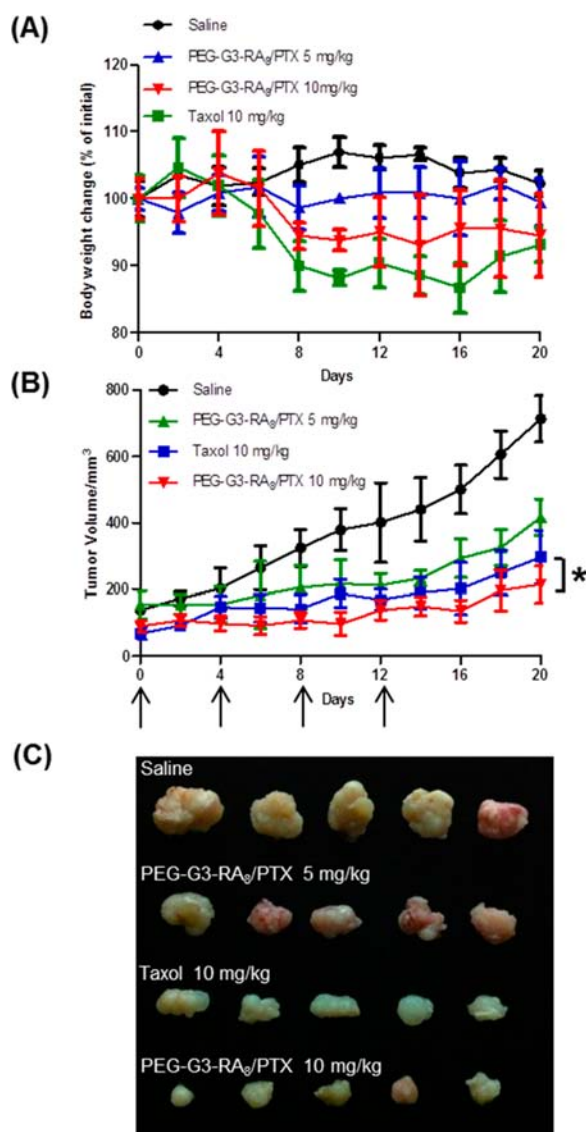 (A)
Saline
PEG-G3-RA₈/PTX 5 mg/kg
PEG-G3-RA₈/PTX 10mg/kg
Taxol 10 mg/kg
Body weight change (% of initial)
120
110
100
90
80
0 4 8 12 16 20
Days
(B)
Saline
PEG-G3-RA₈/PTX 5 mg/kg
Taxol 10 mg/kg
PEG-G3-RA₈/PTX 10 mg/kg
Tumor Volume/mm³
800
600
400
200
0
*
0 4 8 12 16 20
Days
(C)
Saline
PEG-G3-RA₈/PTX 5 mg/kg
Taxol 10 mg/kg
PEG-G3-RA₈/PTX 10 mg/kg